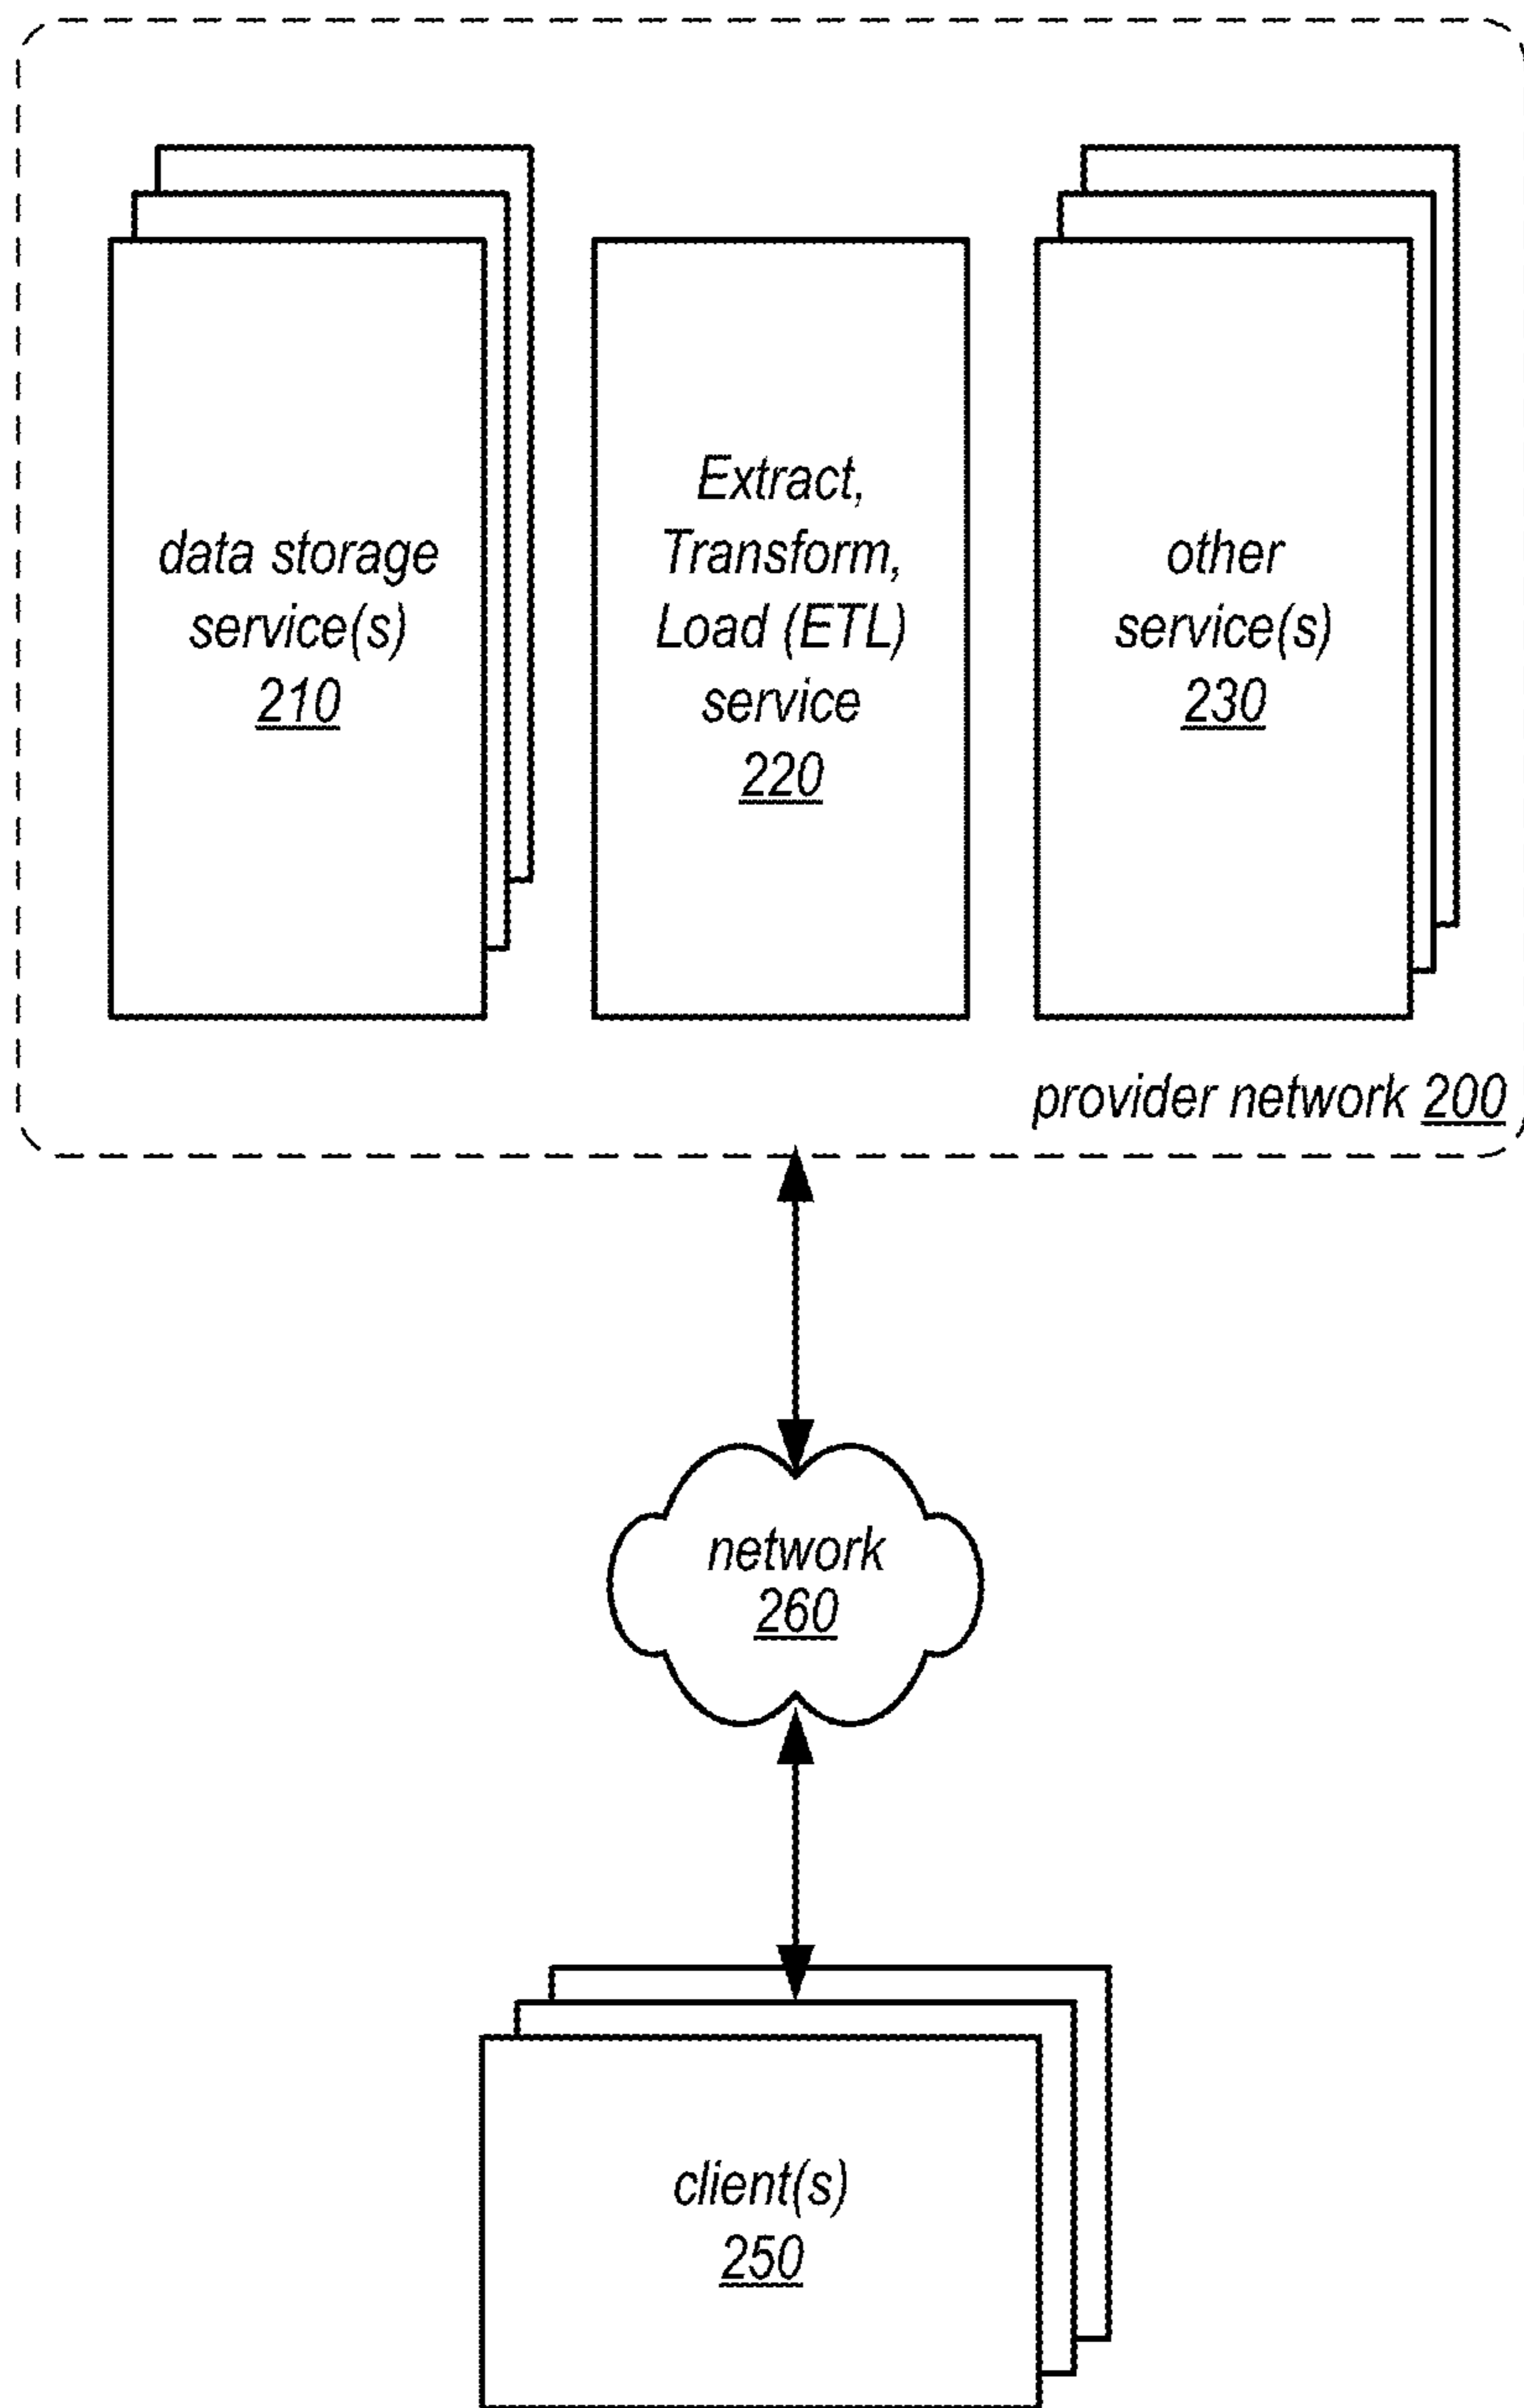 data storage
service(s)
210
Extract,
Transform,
Load (ETL)
service
220
other
service(s)
230
provider network 200
network
260
client(s)
250